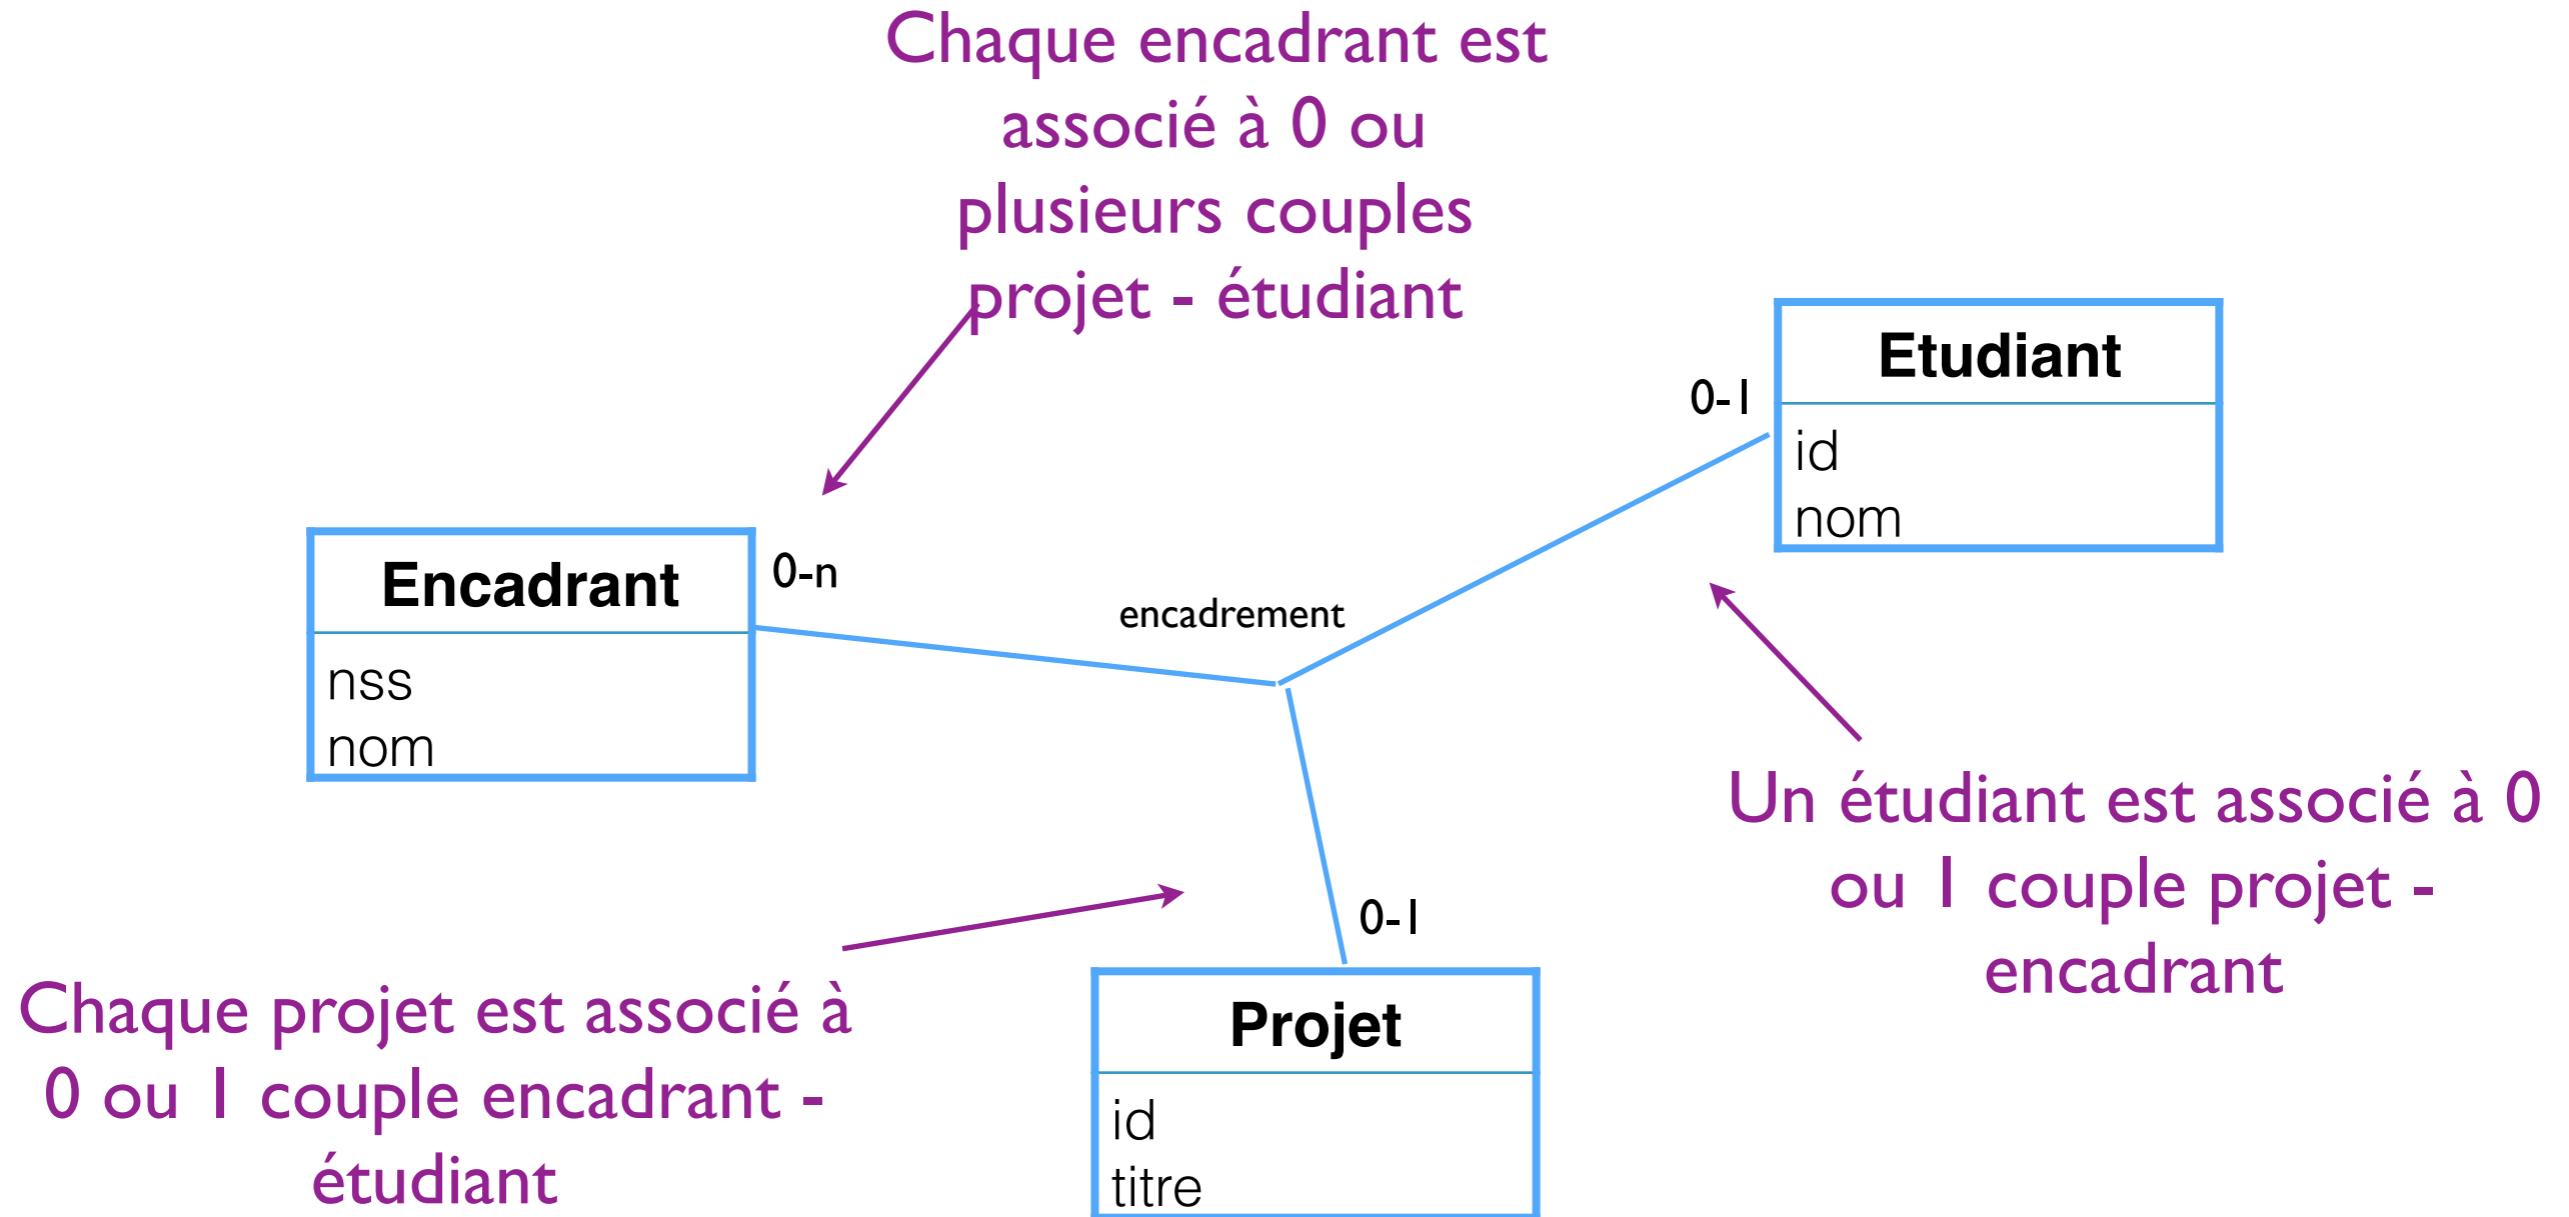 Chaque encadrant est
associé à 0 ou
plusieurs couples
projet - étudiant
Etudiant
0-1
id
nom
Encadrant
0-n
nss
nom
encadrement
Un étudiant est associé à 0
ou 1 couple projet -
encadrant
0-1
Chaque projet est associé à
0 ou 1 couple encadrant -
étudiant
Projet
id
titre